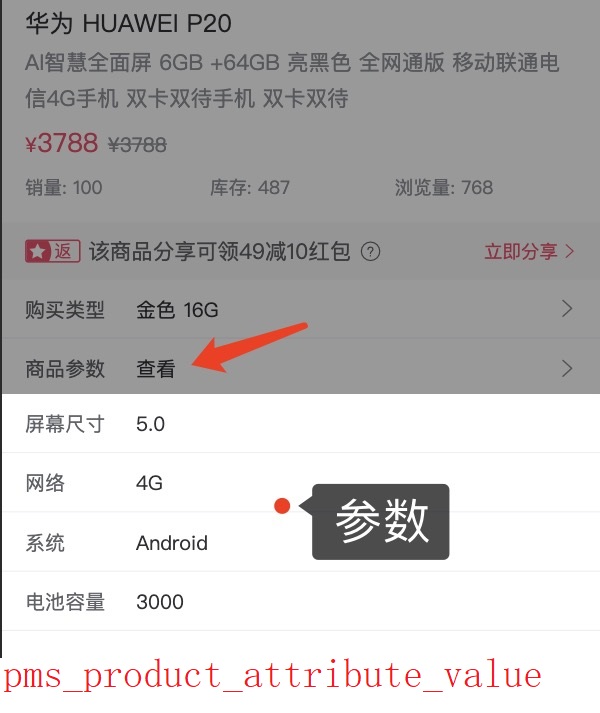 华为 HUAWEI P20
AI智慧全面屏 6GB +64GB 亮黑色 全网通版 移动联通电
信4G手机 双卡双待手机 双卡双待
¥3788 ¥3788
销量: 100 库存: 487 浏览量: 768
返 该商品分享可领49减10红包 ? 立即分享 >
购买类型 金色 16G >
商品参数 查看 >
屏幕尺寸 5.0
网络 4G
参数
系统 Android
电池容量 3000
pms_product_attribute_value